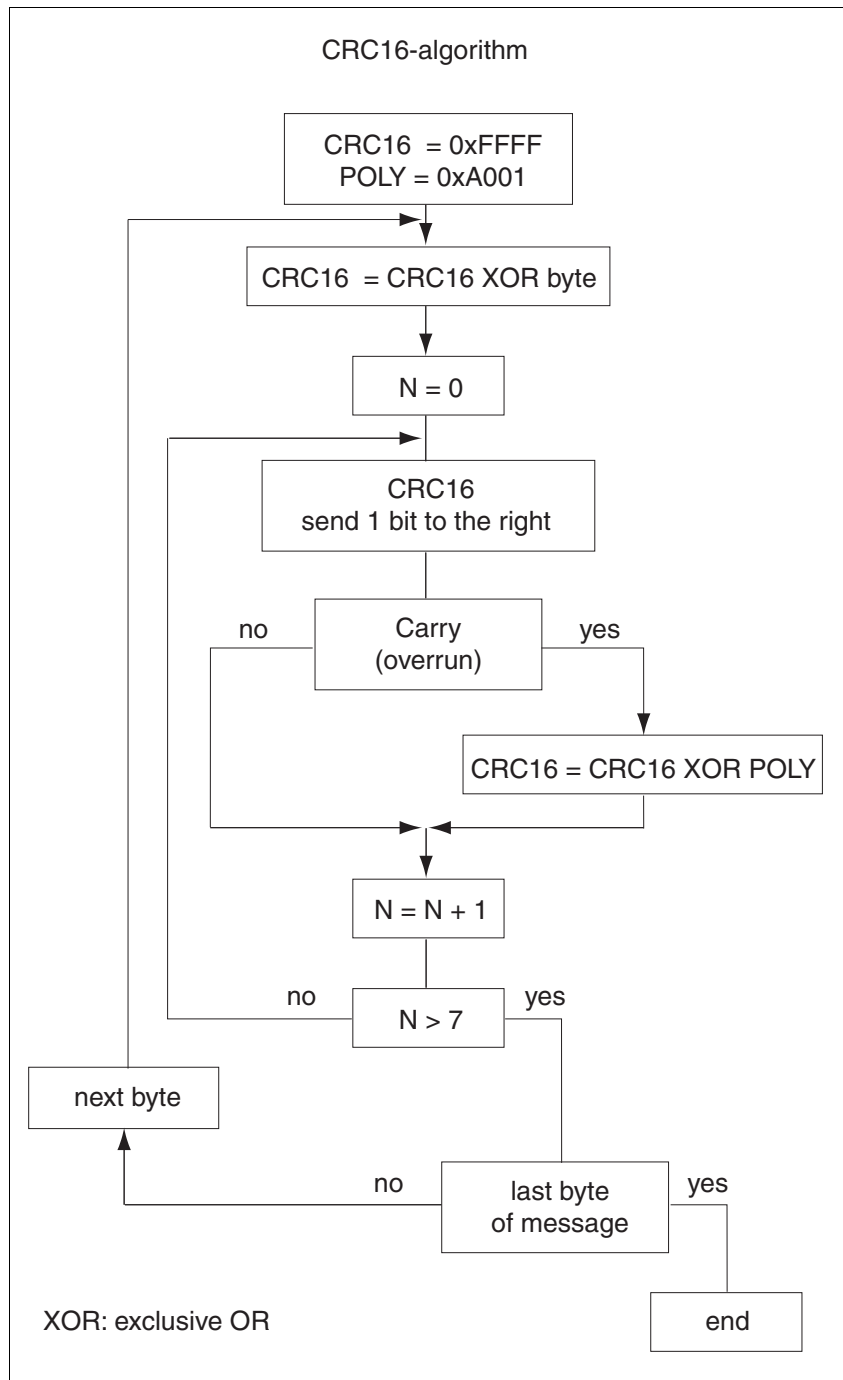 CRC16-algorithm
CRC16 = 0xFFFF
POLY = 0xA001
CRC16 = CRC16 XOR byte
N = 0
CRC16
send 1 bit to the right
no
Carry
(overrun)
yes
CRC16 = CRC16 XOR POLY
N = N + 1
no
N > 7
yes
next byte
no
last byte
of message
yes
XOR: exclusive OR
end